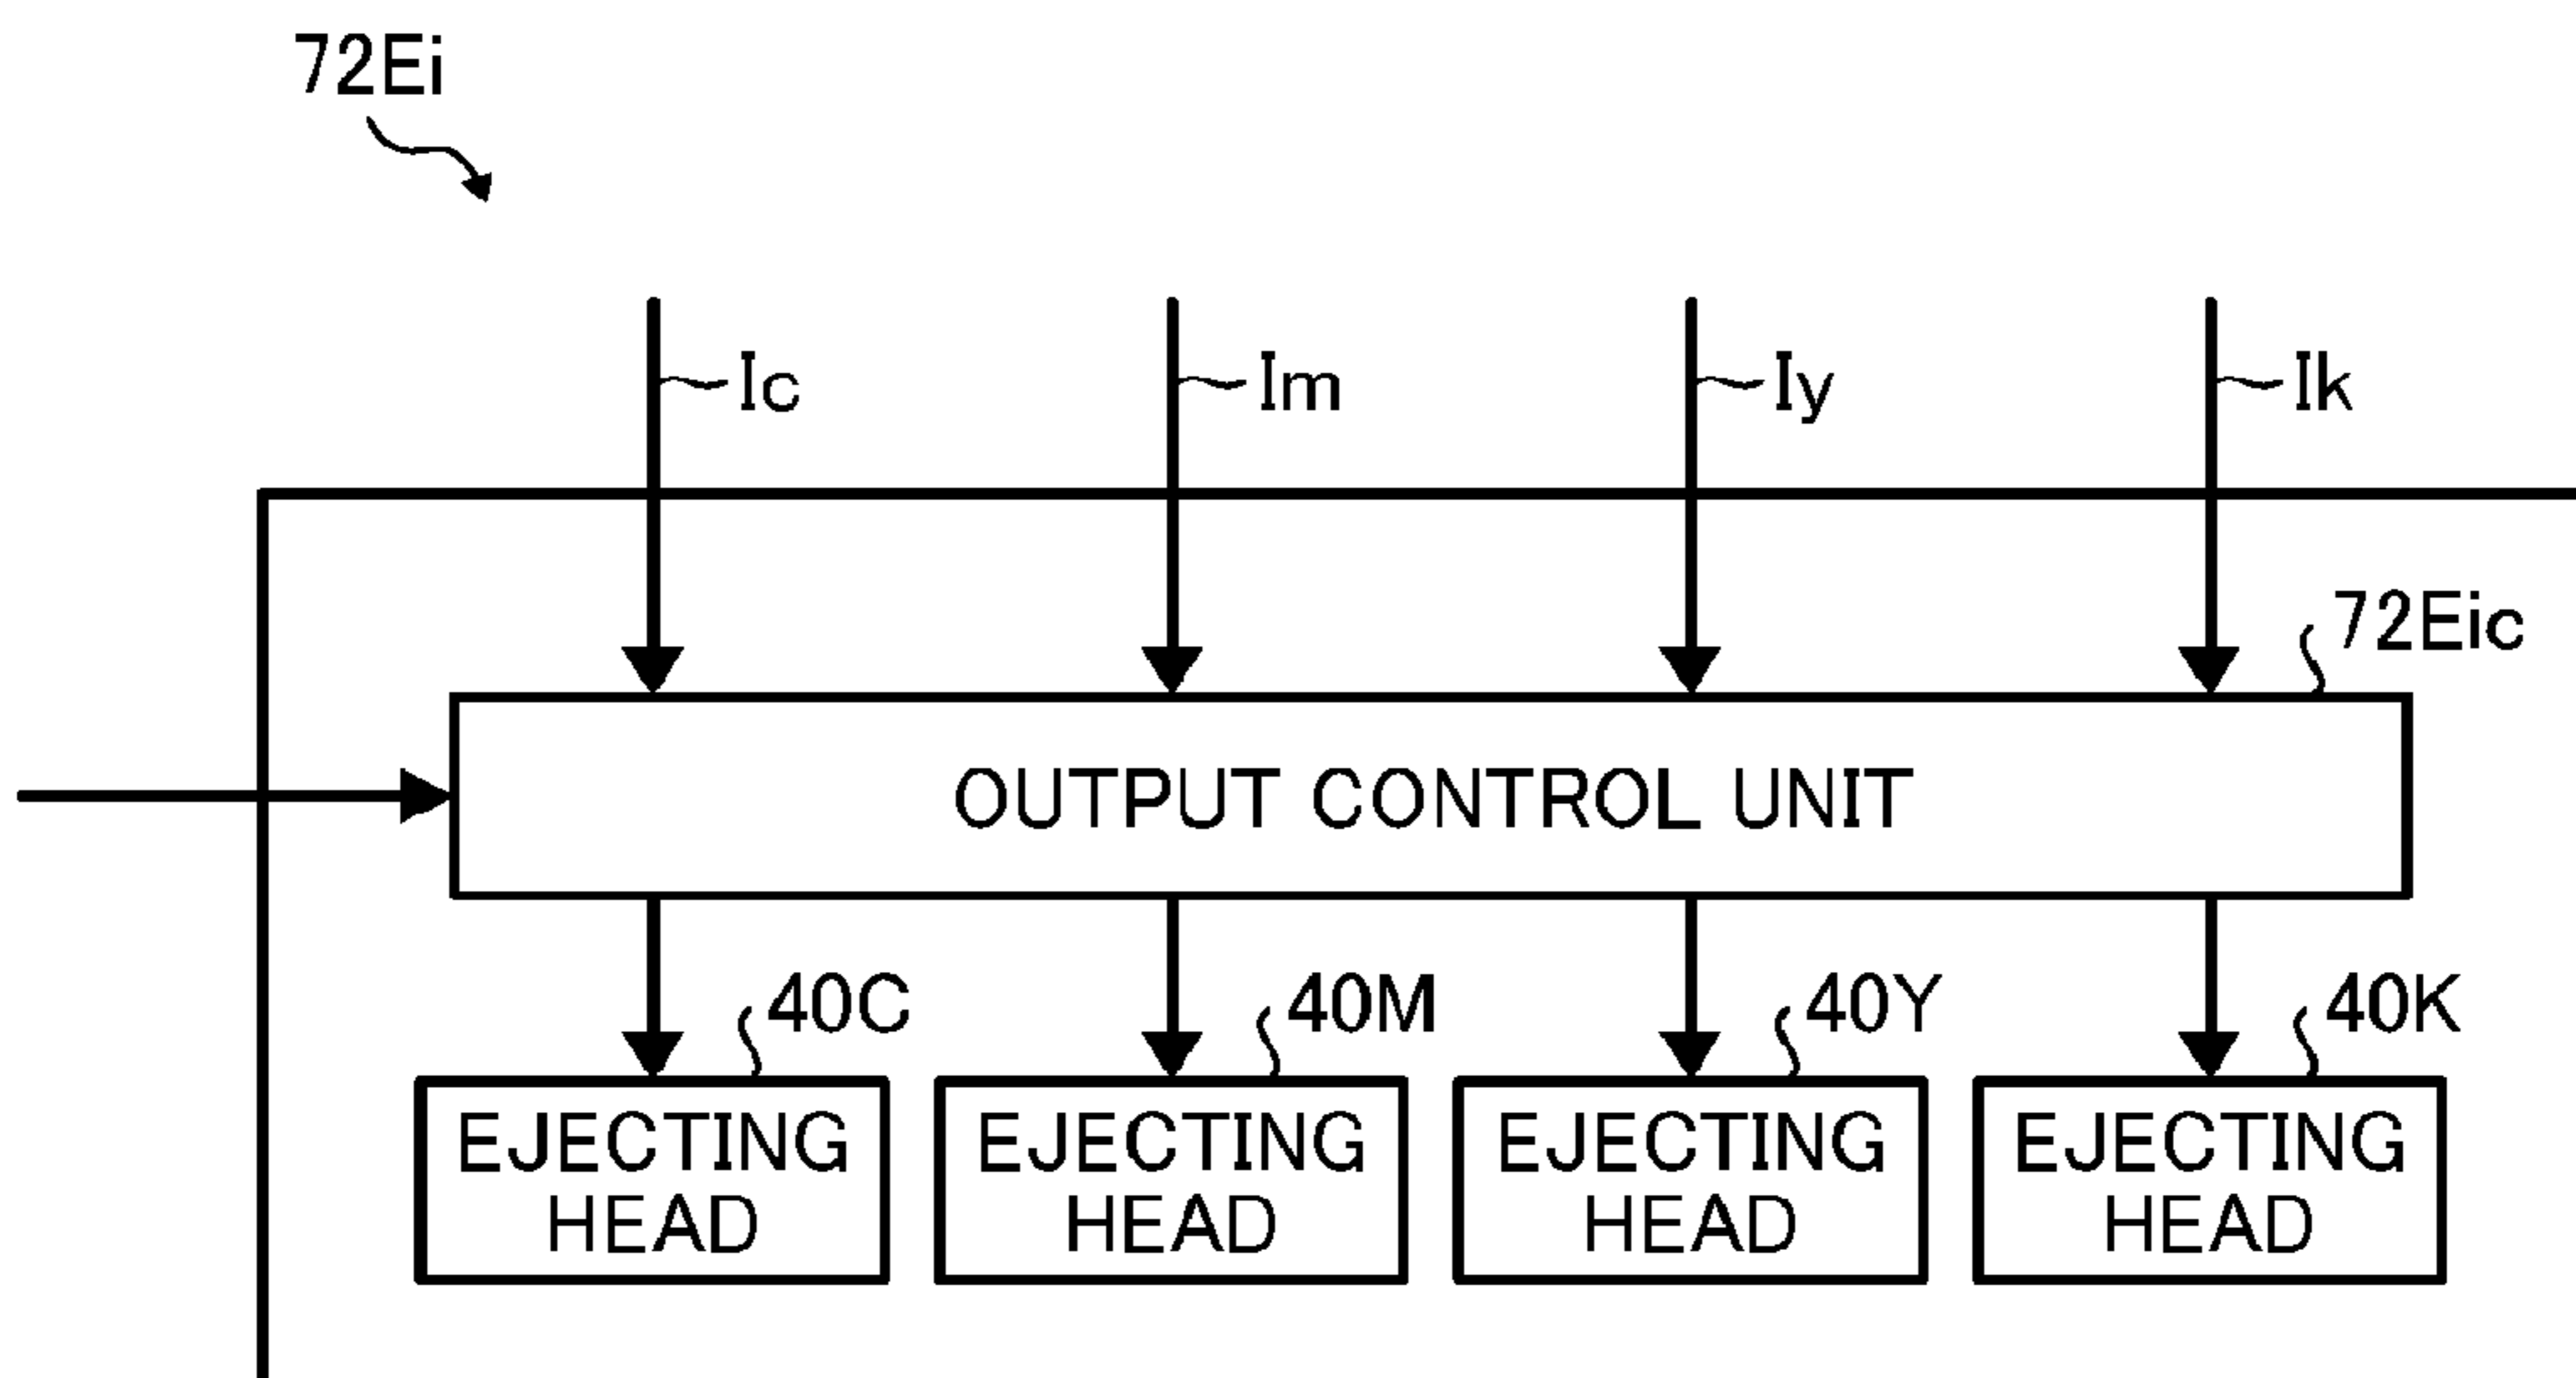 72Ei
Ic
Im
Iy
Ik
72Eic
OUTPUT CONTROL UNIT
40C
40M
40Y
40K
EJECTING
HEAD
EJECTING
HEAD
EJECTING
HEAD
EJECTING
HEAD